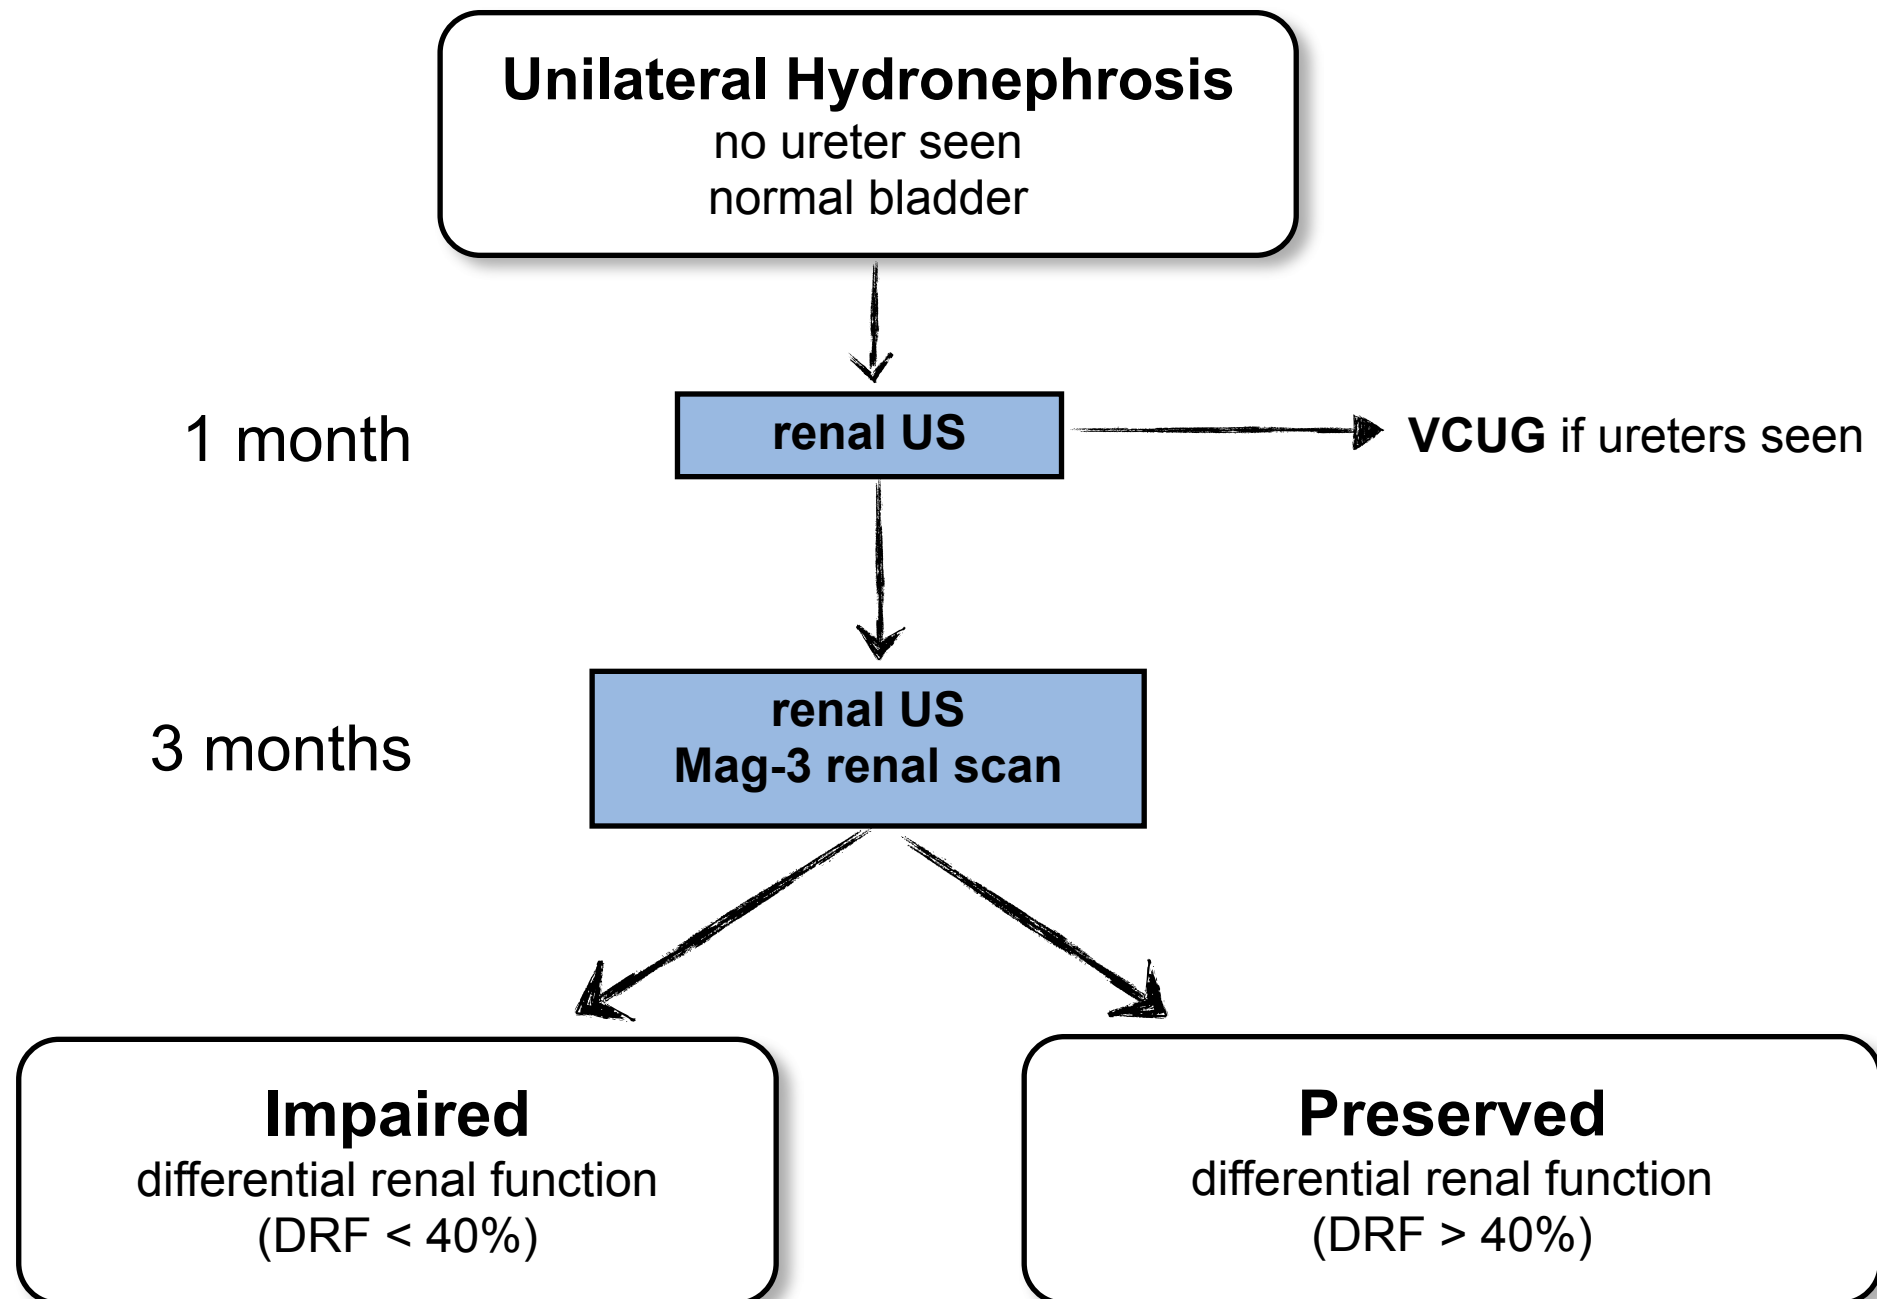 Unilateral Hydronephrosis
no ureter seen
normal bladder
1 month
renal US
VCUG if ureters seen
3 months
renal US
Mag-3 renal scan
Impaired
differential renal function
(DRF < 40%)
Preserved
differential renal function
(DRF > 40%)